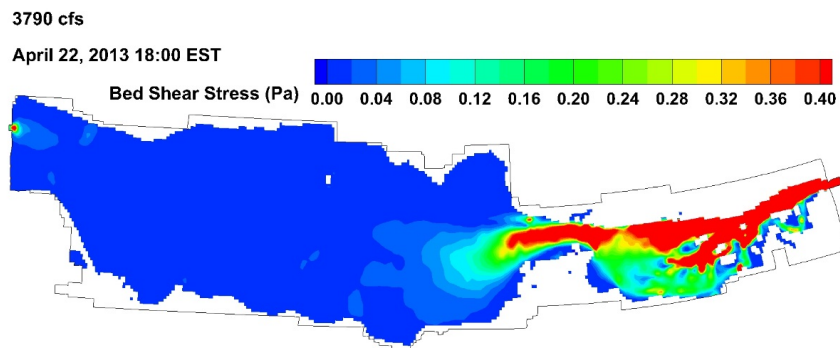 3790 cfs
April 22, 2013 18:00 EST
Bed Shear Stress (Pa)
0.00 0.04 0.08 0.12 0.16 0.20 0.24 0.28 0.32 0.36 0.40